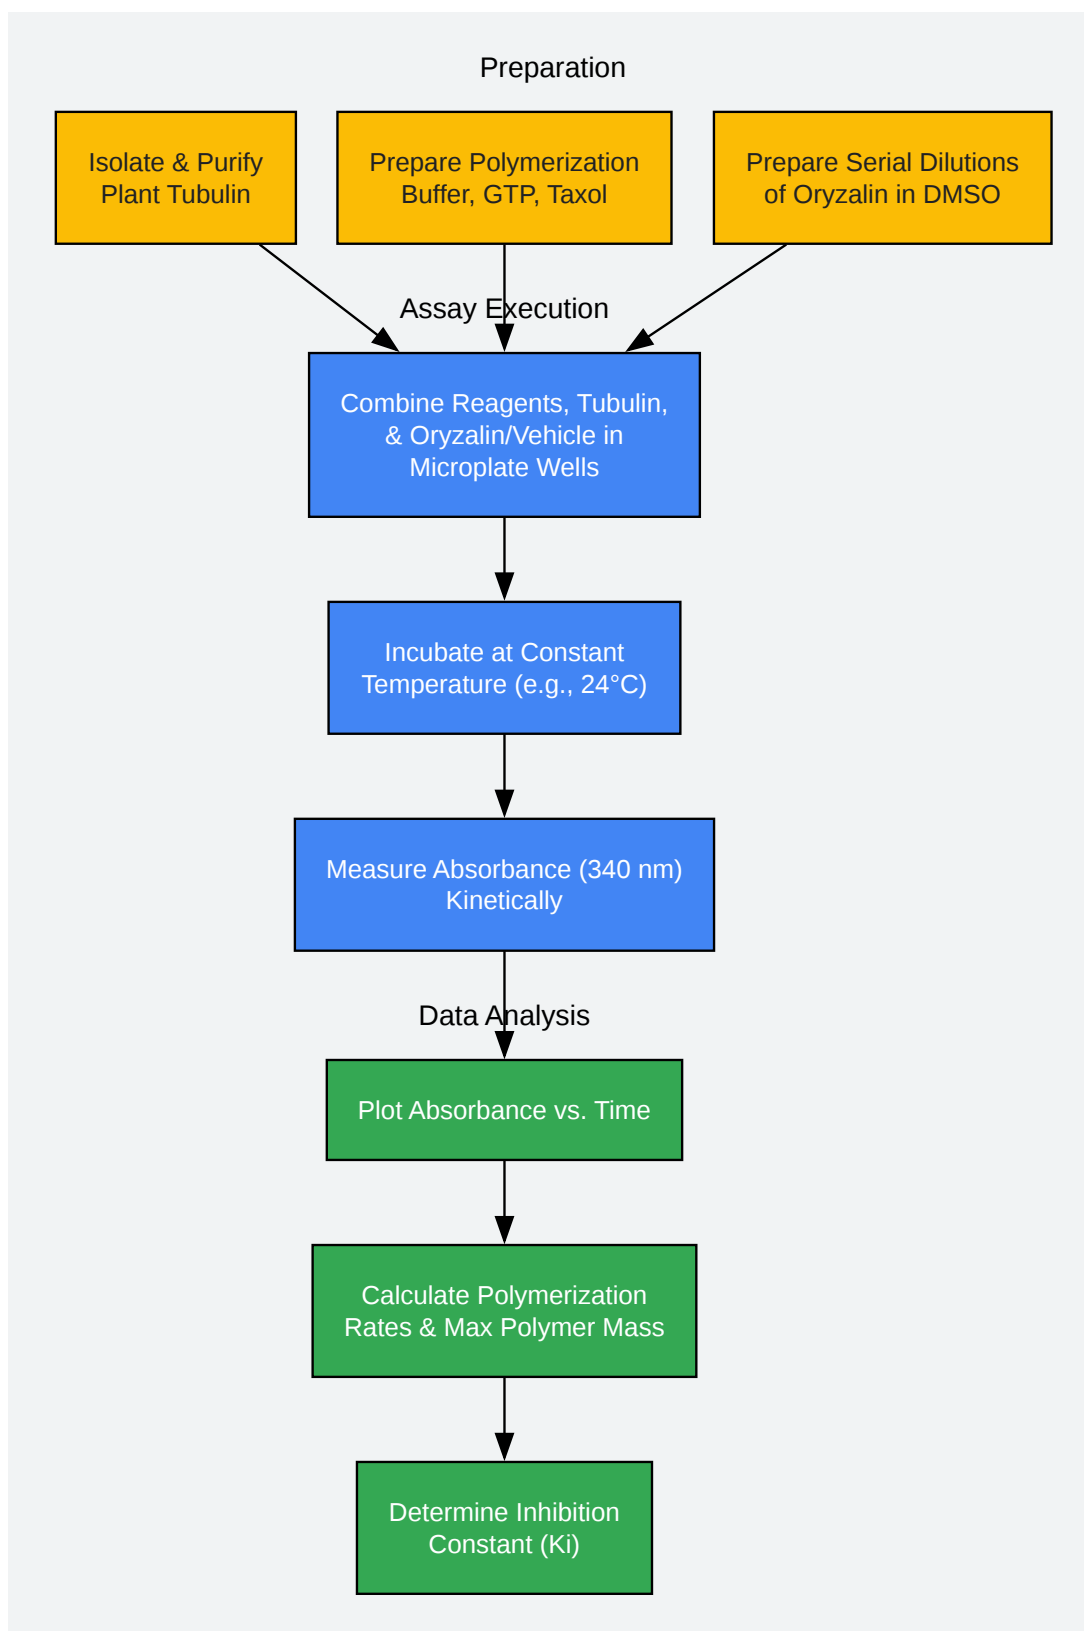 Preparation
Isolate & Purify
Plant Tubulin
Prepare Polymerization
Buffer, GTP, Taxol
Prepare Serial Dilutions
of Oryzalin in DMSO
Assay Execution
Combine Reagents, Tubulin,
& Oryzalin/Vehicle in
Microplate Wells
Incubate at Constant
Temperature (e.g., 24°C)
Measure Absorbance (340 nm)
Kinetically
Data Analysis
Plot Absorbance vs. Time
Calculate Polymerization
Rates & Max Polymer Mass
Determine Inhibition
Constant (Ki)